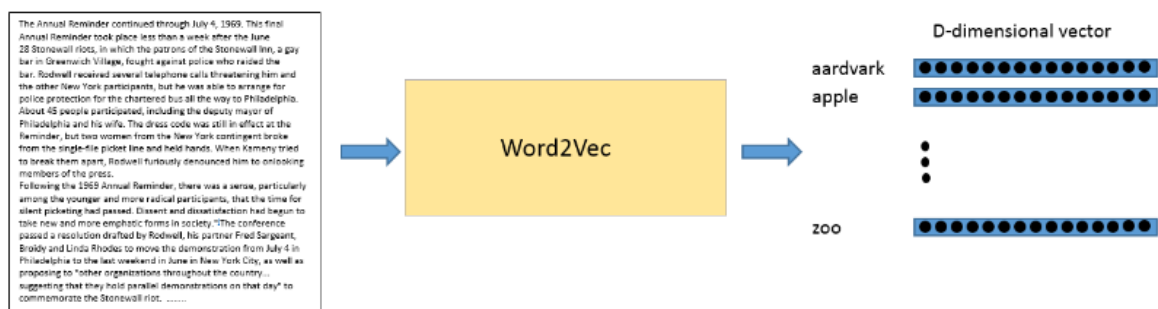 The Annual Reminder continued through July 4, 1969. This final
Annual Reminder took place less than a week after the June
28 Stonewall riots, in which the patrons of the Stonewall Inn, a gay
bar in Greenwich Village, fought against police who raided the
bar. Rodwell received several telephone calls threatening him and
the other New York participants, but he was able to arrange for
police protection for the chartered bus all the way to Philadelphia.
About 45 people participated, including the deputy mayor of
Philadelphia and his wife. The dress code was still in effect at the
Reminder, but two women from the New York contingent broke
from the single-file picket line and held hands. When Kameny tried
to break them apart, Rodwell furiously denounced him to onlooking
members of the press.
Following the 1969 Annual Reminder, there was a sense, particularly
among the younger and more radical participants, that the time for
silent picketing had passed. Dissent and dissatisfaction had begun to
take new and more emphatic forms in society."The conference
passed a resolution drafted by Rodwell, his partner Fred Sargeant,
Broidy and Linda Rhodes to move the demonstration from July 4 in
Philadelphia to the last weekend in June in New York City, as well as
proposing to "other organizations throughout the country...
suggesting that they hold parallel demonstrations on that day" to
commemorate the Stonewall riot. ......
Word2Vec
D-dimensional vector
aardvark
apple
zoo